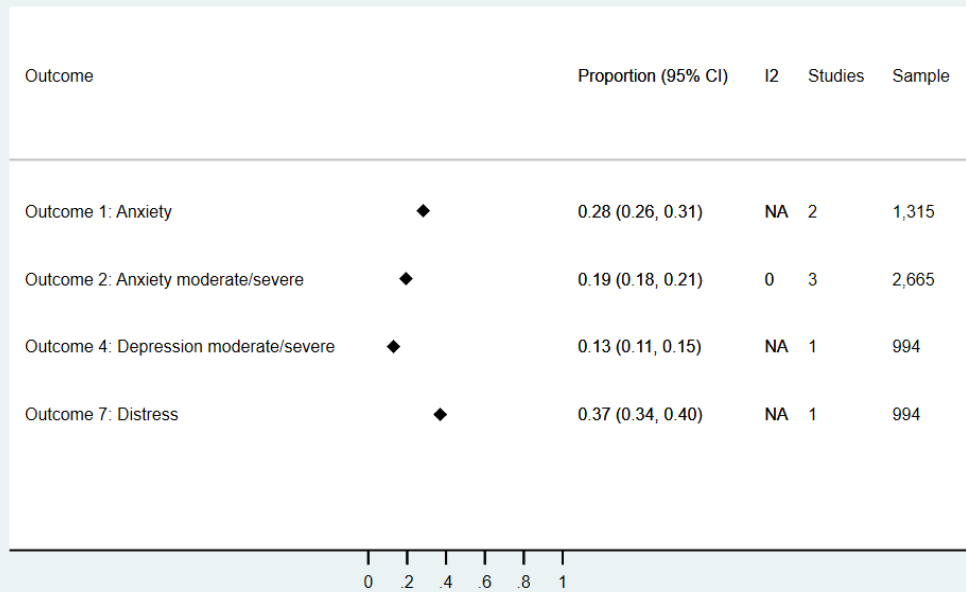 Outcome Proportion (95% CI) I2 Studies Sample
Outcome 1: Anxiety 0.28 (0.26, 0.31) NA 2 1,315
Outcome 2: Anxiety moderate/severe 0.19 (0.18, 0.21) 0 3 2,665
Outcome 4: Depression moderate/severe 0.13 (0.11, 0.15) NA 1 994
Outcome 7: Distress 0.37 (0.34, 0.40) NA 1 994
0 .2 .4 .6 .8 1